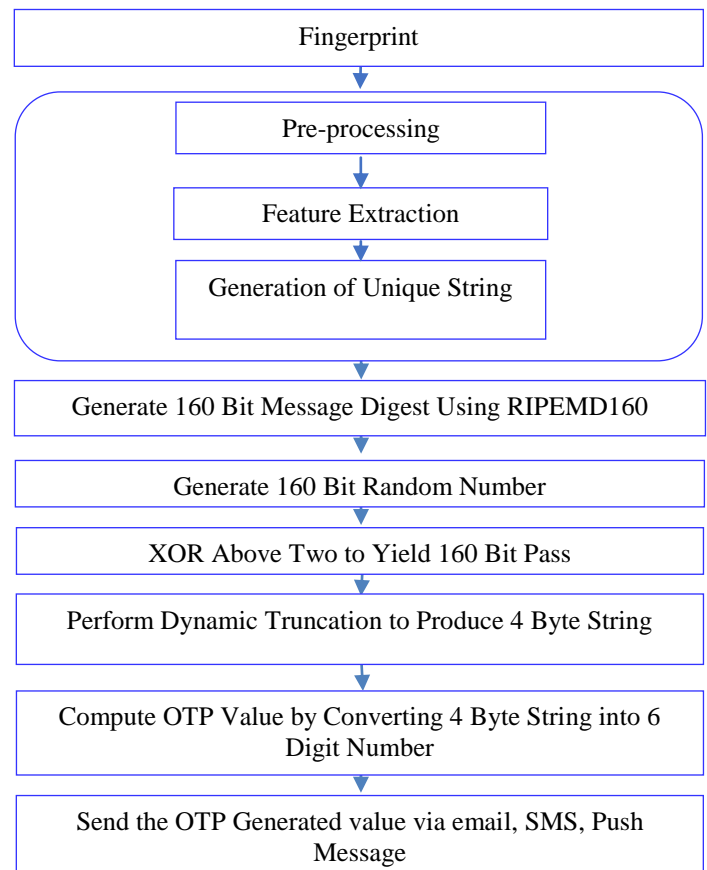 Fingerprint
Pre-processing
Feature Extraction
Generation of Unique String
Generate 160 Bit Message Digest Using RIPEMD160
Generate 160 Bit Random Number
XOR Above Two to Yield 160 Bit Pass
Perform Dynamic Truncation to Produce 4 Byte String
Compute OTP Value by Converting 4 Byte String into 6
Digit Number
Send the OTP Generated value via email, SMS, Push
Message